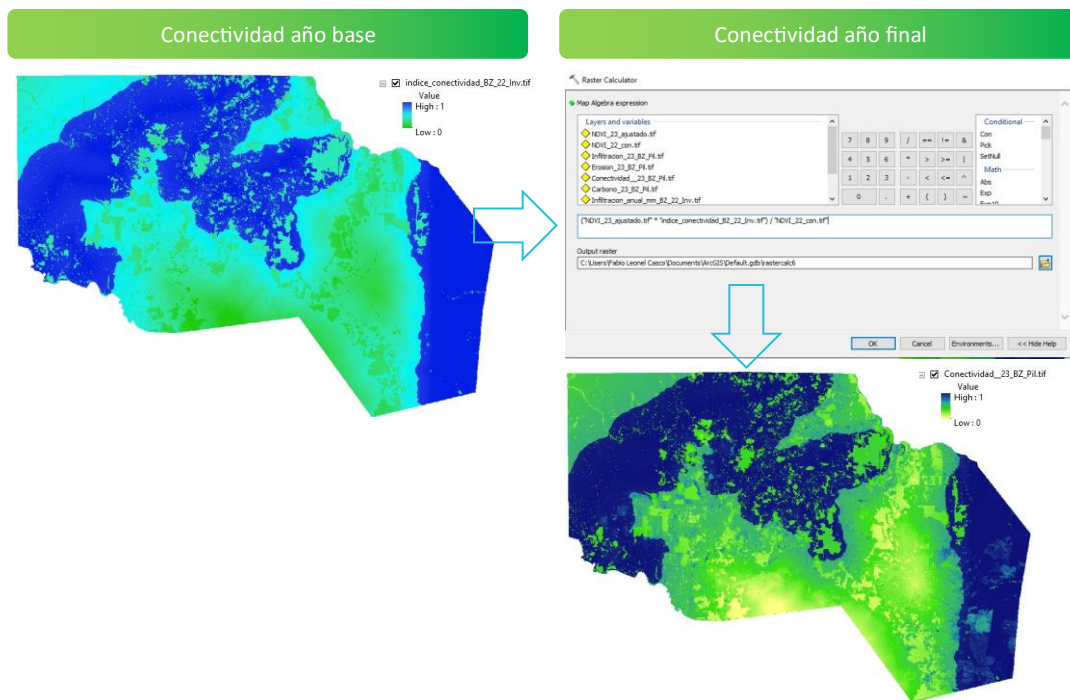 Conectividad año base
Conectividad año final
indice_conectividad_BZ_22_Inv.tif
Value
High : 1
Low : 0
Raster Calculator
Map Algebra expression
Layers and variables
NDVI_23_ajustado.tif
NDVI_22_con.tif
Infiltracion_23_BZ_Pil.tif
Erosion_23_BZ_Pil.tif
Conectividad__23_BZ_Pil.tif
Carbono_23_BZ_Pil.tif
Infiltracion_anual_mm_BZ_22_Inv.tif
7 8 9 / == != &
4 5 6 * > >= |
1 2 3 - < <= ^
0 . + ( ) ~
Conditional
Con
Pick
SetNull
Math
Abs
Exp
Exp10
("NDVI_23_ajustado.tif" * "indice_conectividad_BZ_22_Inv.tif") / "NDVI_22_con.tif"
Output raster
C:\Users\Fabio Leonel Casco\Documents\ArcGIS\Default.gdb\rastercalc6
OK Cancel Environments... << Hide Help
Conectividad__23_BZ_Pil.tif
Value
High : 1
Low : 0